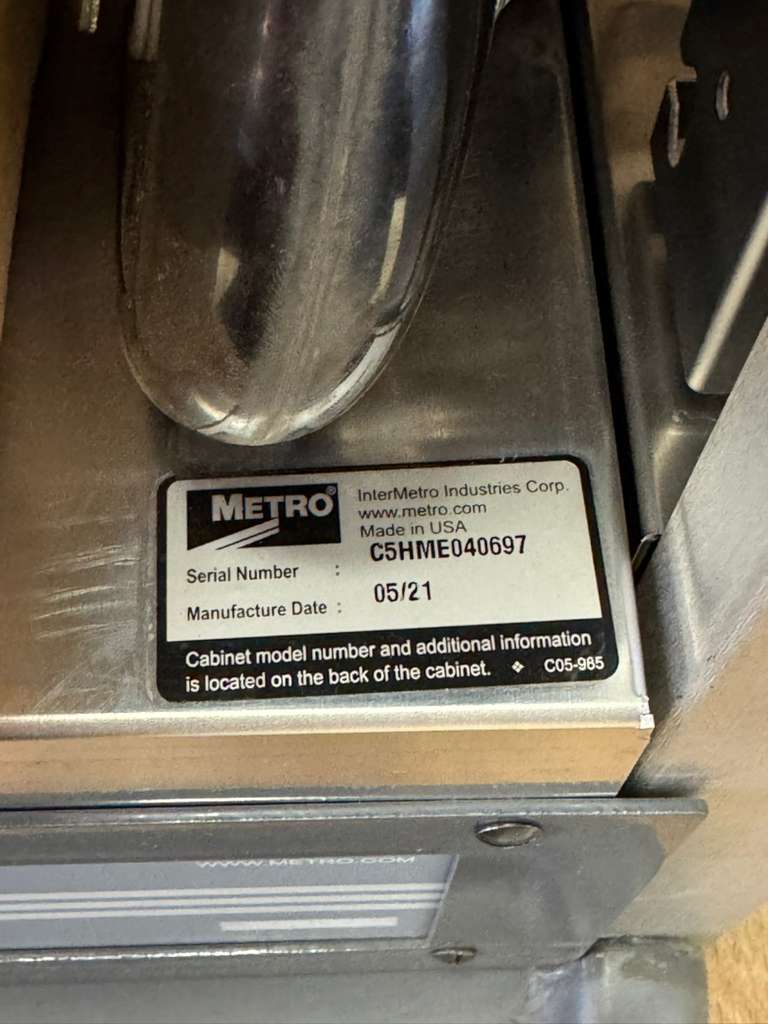 METRO®
InterMetro Industries Corp.
www.metro.com
Made in USA
Serial Number : C5HME040697
Manufacture Date : 05/21
Cabinet model number and additional information
is located on the back of the cabinet. ❖ C05-965
WWW.METRO.COM